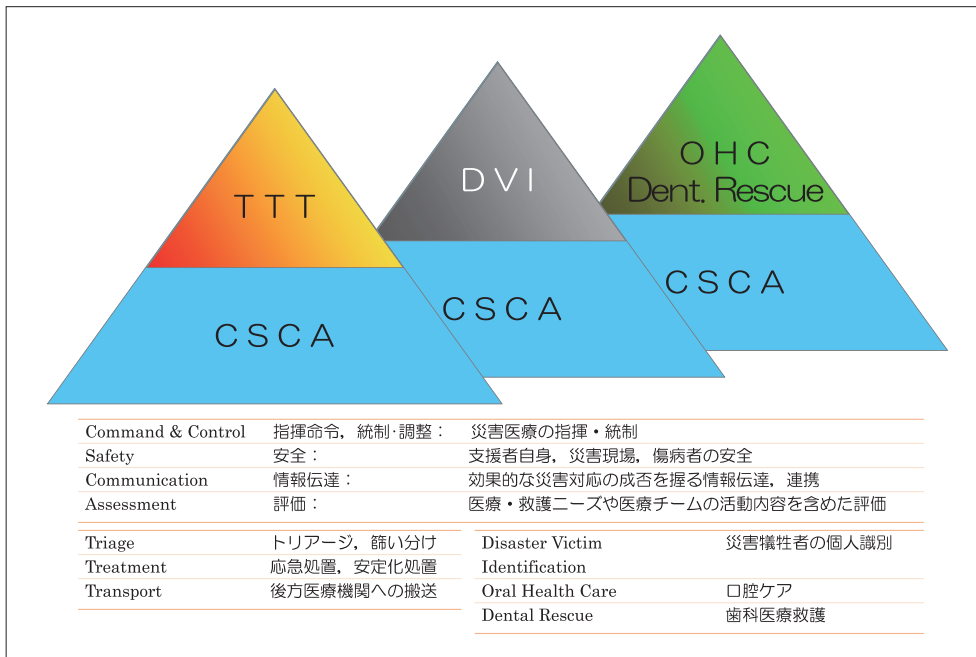 TTT
CSCA
DVI
CSCA
OHC
Dent. Rescue
CSCA
Command & Control 指揮命令，統制·調整： 災害医療の指揮・統制
Safety 安全： 支援者自身，災害現場，傷病者の安全
Communication 情報伝達： 効果的な災害対応の成否を握る情報伝達，連携
Assessment 評価： 医療・救護ニーズや医療チームの活動内容を含めた評価
Triage トリアージ，篩い分け
Treatment 応急処置，安定化処置
Transport 後方医療機関への搬送
Disaster Victim 災害犠牲者の個人識別
Identification
Oral Health Care 口腔ケア
Dental Rescue 歯科医療救護